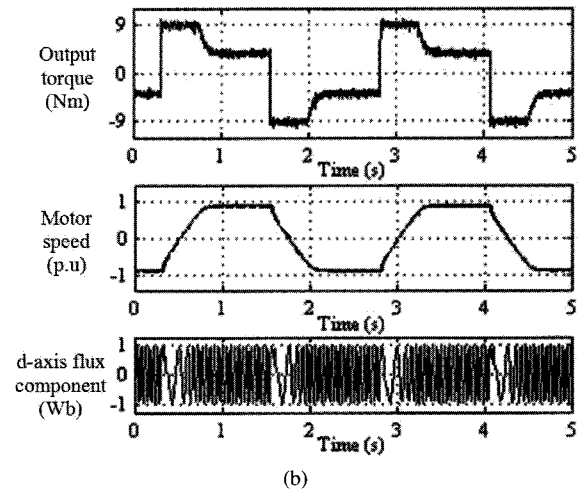 Output
torque
(Nm)
9
0
-9
0 1 2 3 4 5
Time (s)
Motor
speed
(p.u)
1
0
-1
0 1 2 3 4 5
Time (s)
d-axis flux
component
(Wb)
1
0
-1
0 1 2 3 4 5
Time (s)
(b)